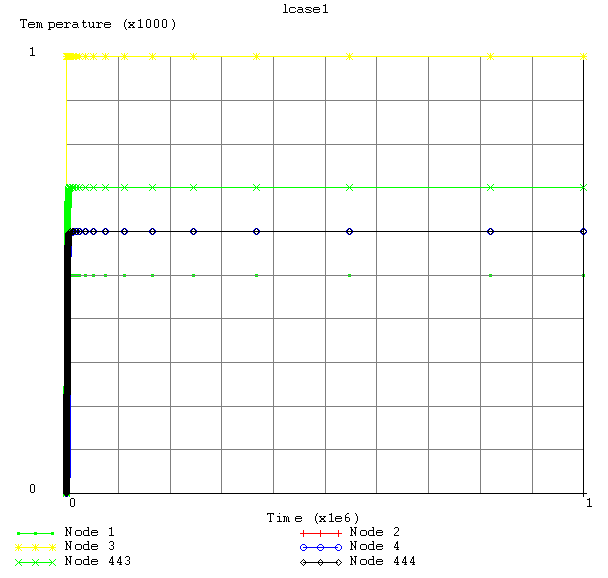 lcase1
Temperature (x1000)
1
0
0
1
Time (x1e6)
Node 1 Node 2
Node 3 Node 4
Node 443 Node 444